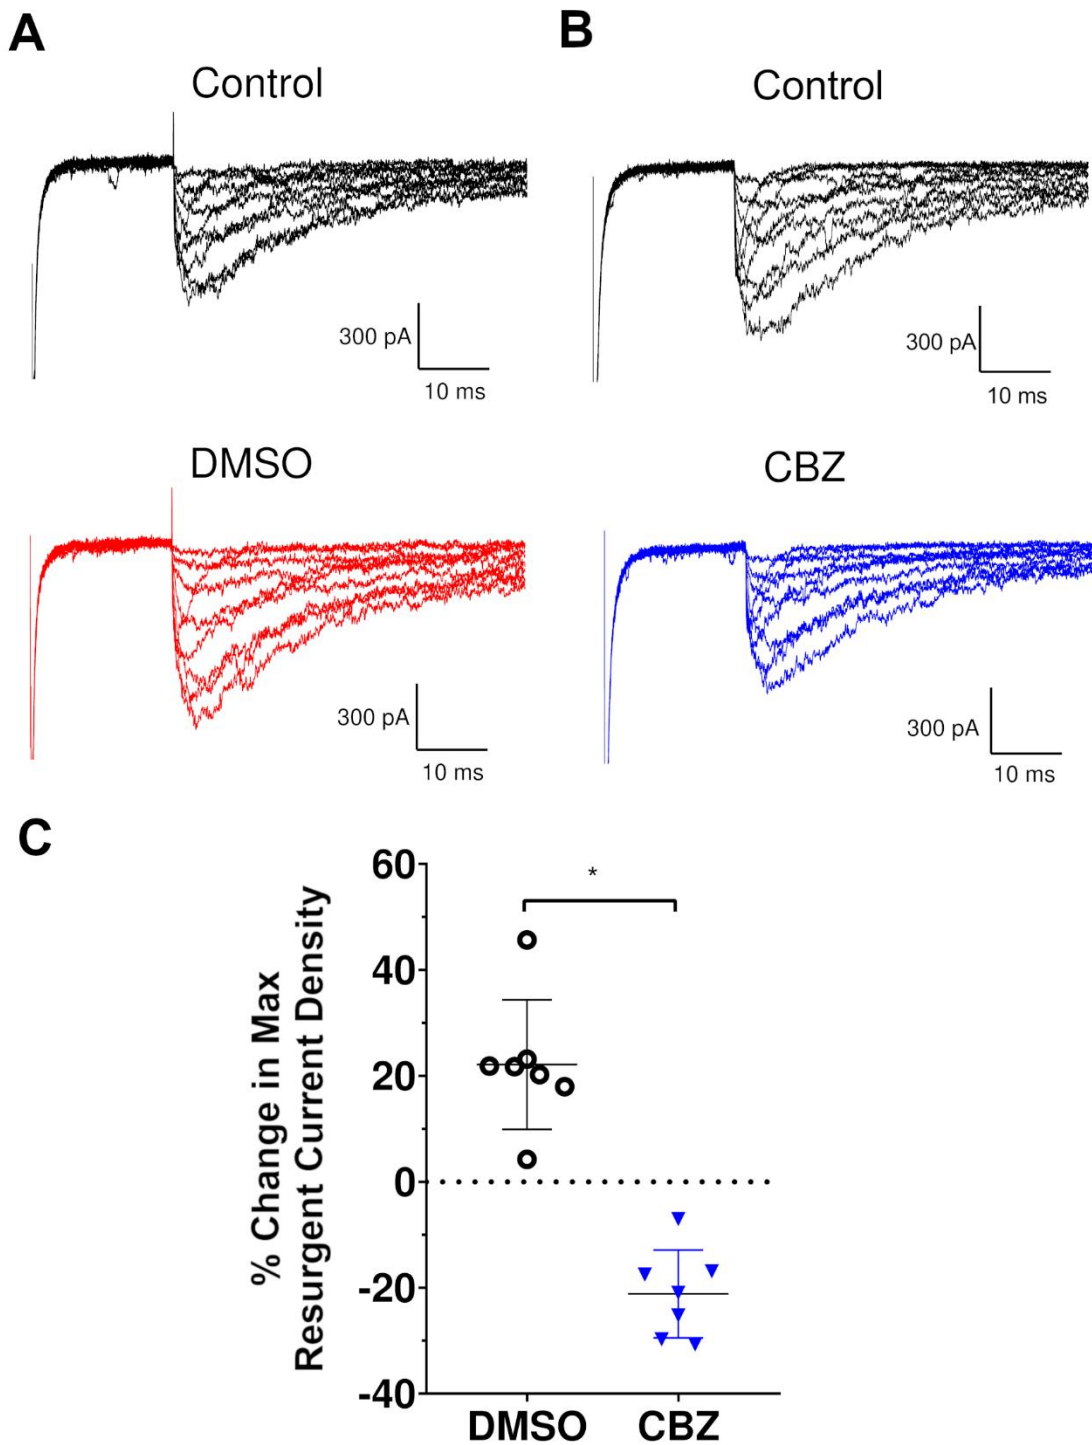 A
B
Control
Control
300 pA
10 ms
300 pA
10 ms
DMSO
CBZ
300 pA
10 ms
300 pA
10 ms
C
% Change in Max
Resurgent Current Density
60
40
20
0
-20
-40
*
DMSO
CBZ